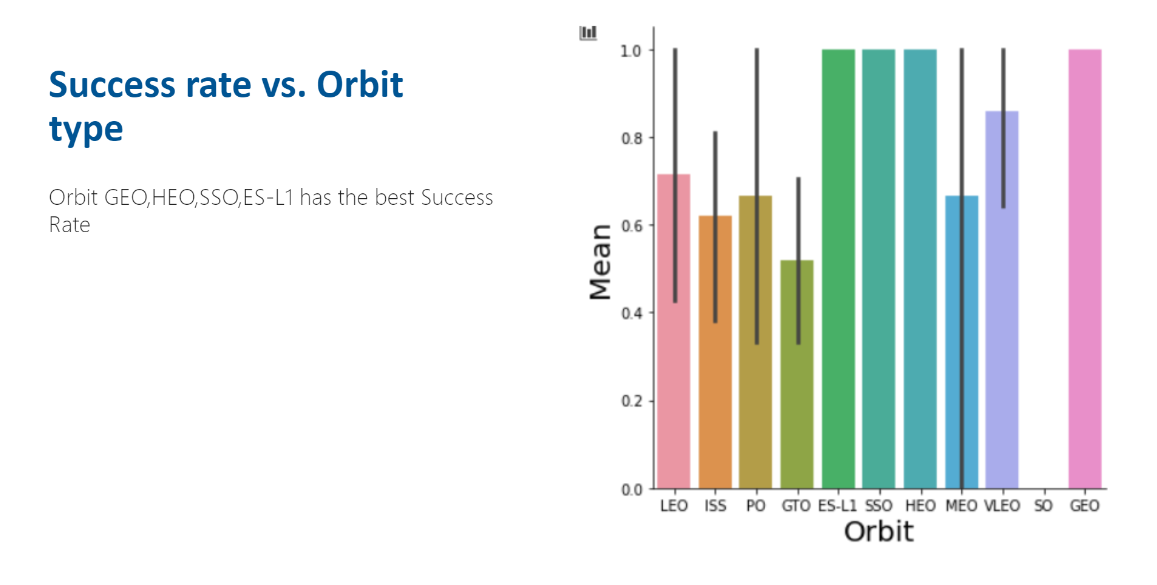 Success rate vs. Orbit
type
Orbit GEO,HEO,SSO,ES-L1 has the best Success
Rate
1.0
0.8
0.6
0.4
0.2
0.0
Mean
LEO ISS PO GTO ES-L1 SSO HEO MEO VLEO SO GEO
Orbit